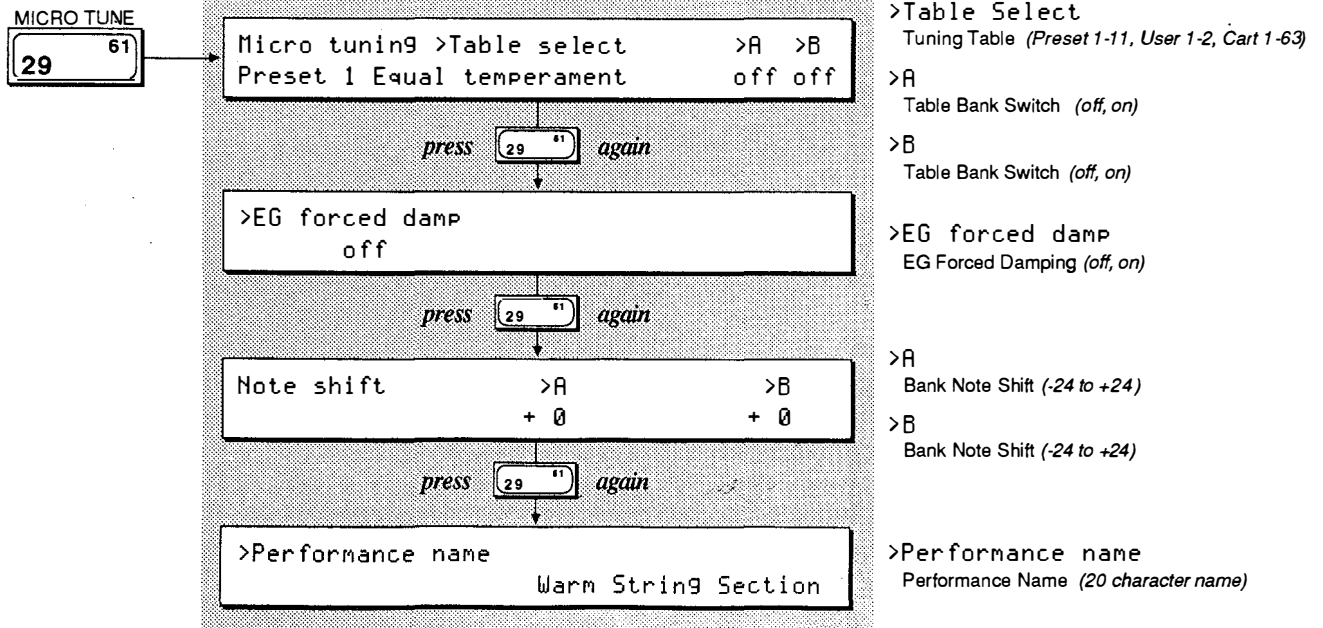 MICRO TUNE
29 61
Micro tuning >Table select >A >B
Preset 1 Equal temperament off off
press 29 61 again
>EG forced damp
off
press 29 61 again
Note shift >A >B
+ 0 + 0
press 29 61 again
>Performance name
Warm String Section
>Table Select
Tuning Table (Preset 1-11, User 1-2, Cart 1-63)
>A
Table Bank Switch (off, on)
>B
Table Bank Switch (off, on)
>EG forced damp
EG Forced Damping (off, on)
>A
Bank Note Shift (-24 to +24)
>B
Bank Note Shift (-24 to +24)
>Performance name
Performance Name (20 character name)